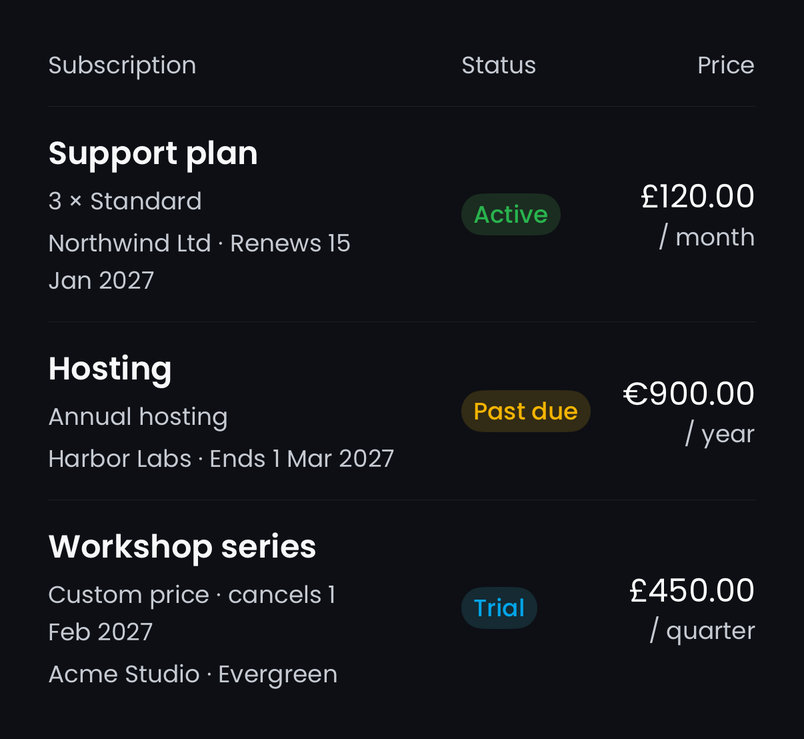 Subscription Status Price
Support plan
3 × Standard
Northwind Ltd · Renews 15
Jan 2027
Active
£120.00
/ month
Hosting
Annual hosting
Harbor Labs · Ends 1 Mar 2027
Past due
€900.00
/ year
Workshop series
Custom price · cancels 1
Feb 2027
Acme Studio · Evergreen
Trial
£450.00
/ quarter